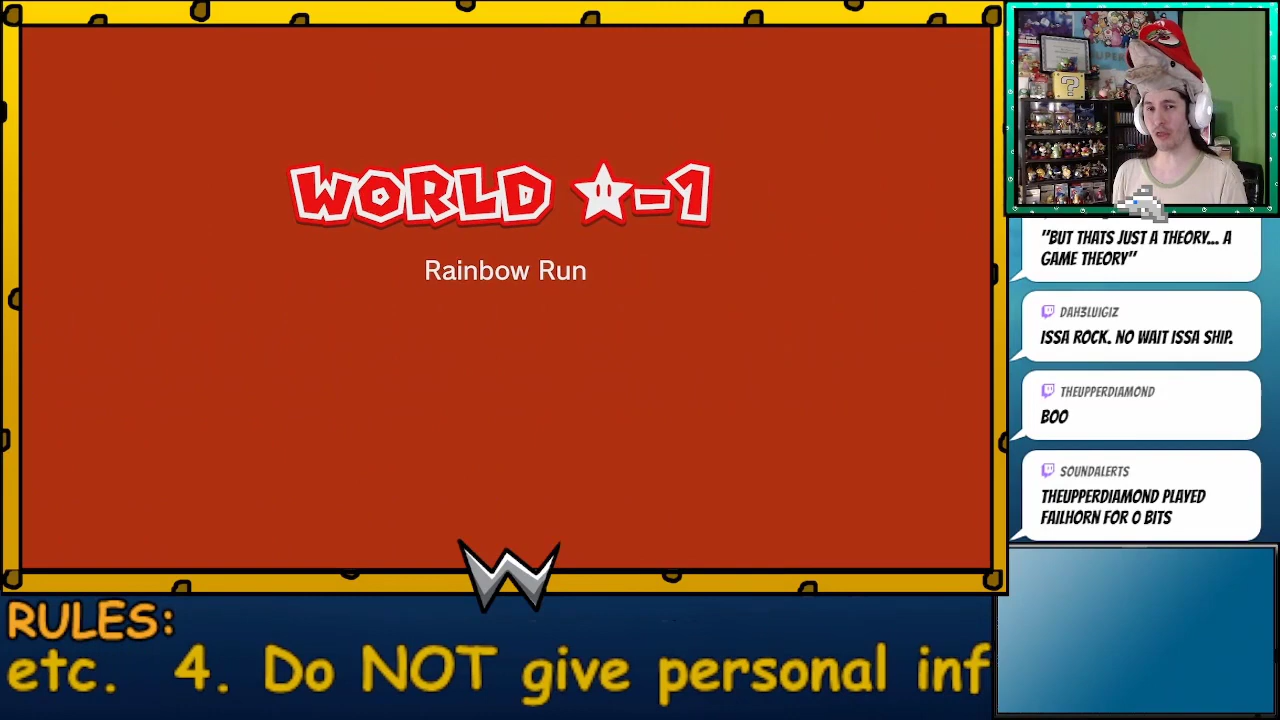 WORLD ★-1
Rainbow Run
"BUT THATS JUST A THEORY... A
GAME THEORY"
DAH3LUIGIZ
ISSA ROCK. NO WAIT ISSA SHIP.
THEUPPERDIAMOND
BOO
SOUNDALERTS
THEUPPERDIAMOND PLAYED
FAILHORN FOR 0 BITS
W
RULES:
etc. 4. Do NOT give personal inf